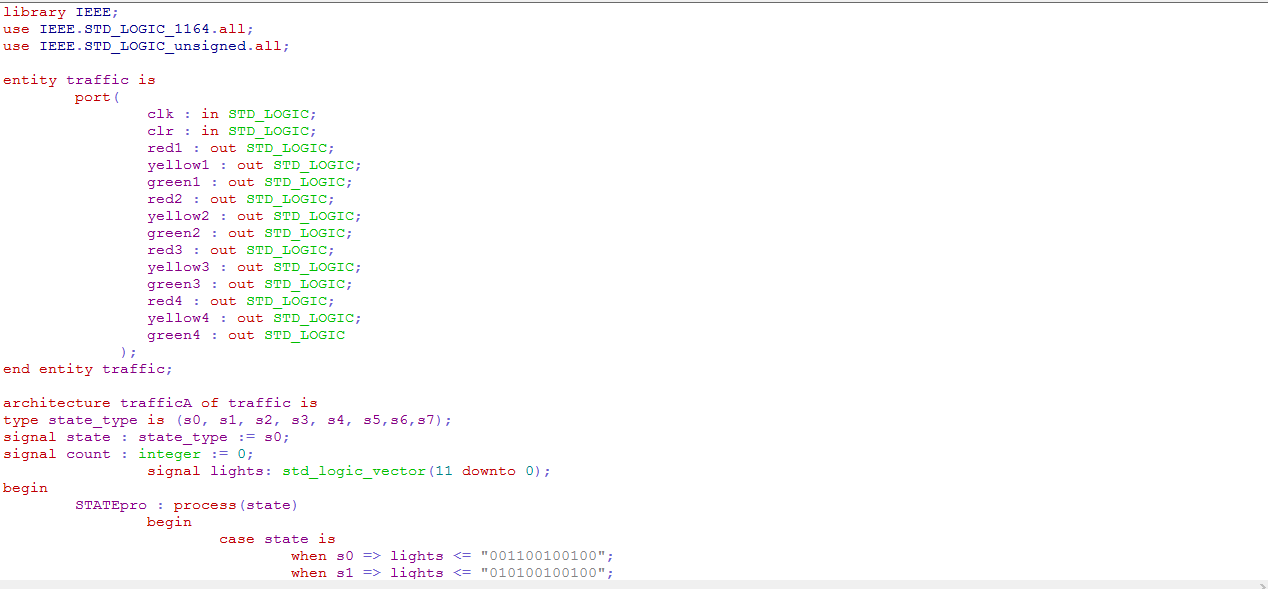 library IEEE;
use IEEE.STD_LOGIC_1164.all;
use IEEE.STD_LOGIC_unsigned.all;
entity traffic is
port(
clk : in STD_LOGIC;
clr : in STD_LOGIC;
red1 : out STD_LOGIC;
yellow1 : out STD_LOGIC;
green1 : out STD_LOGIC;
red2 : out STD_LOGIC;
yellow2 : out STD_LOGIC;
green2 : out STD_LOGIC;
red3 : out STD_LOGIC;
yellow3 : out STD_LOGIC;
green3 : out STD_LOGIC;
red4 : out STD_LOGIC;
yellow4 : out STD_LOGIC;
green4 : out STD_LOGIC
);
end entity traffic;
architecture trafficA of traffic is
type state_type is (s0, s1, s2, s3, s4, s5,s6,s7);
signal state : state_type := s0;
signal count : integer := 0;
signal lights: std_logic_vector(11 downto 0);
begin
STATEpro : process(state)
begin
case state is
when s0 => lights <= "001100100100";
when s1 => lights <= "010100100100";